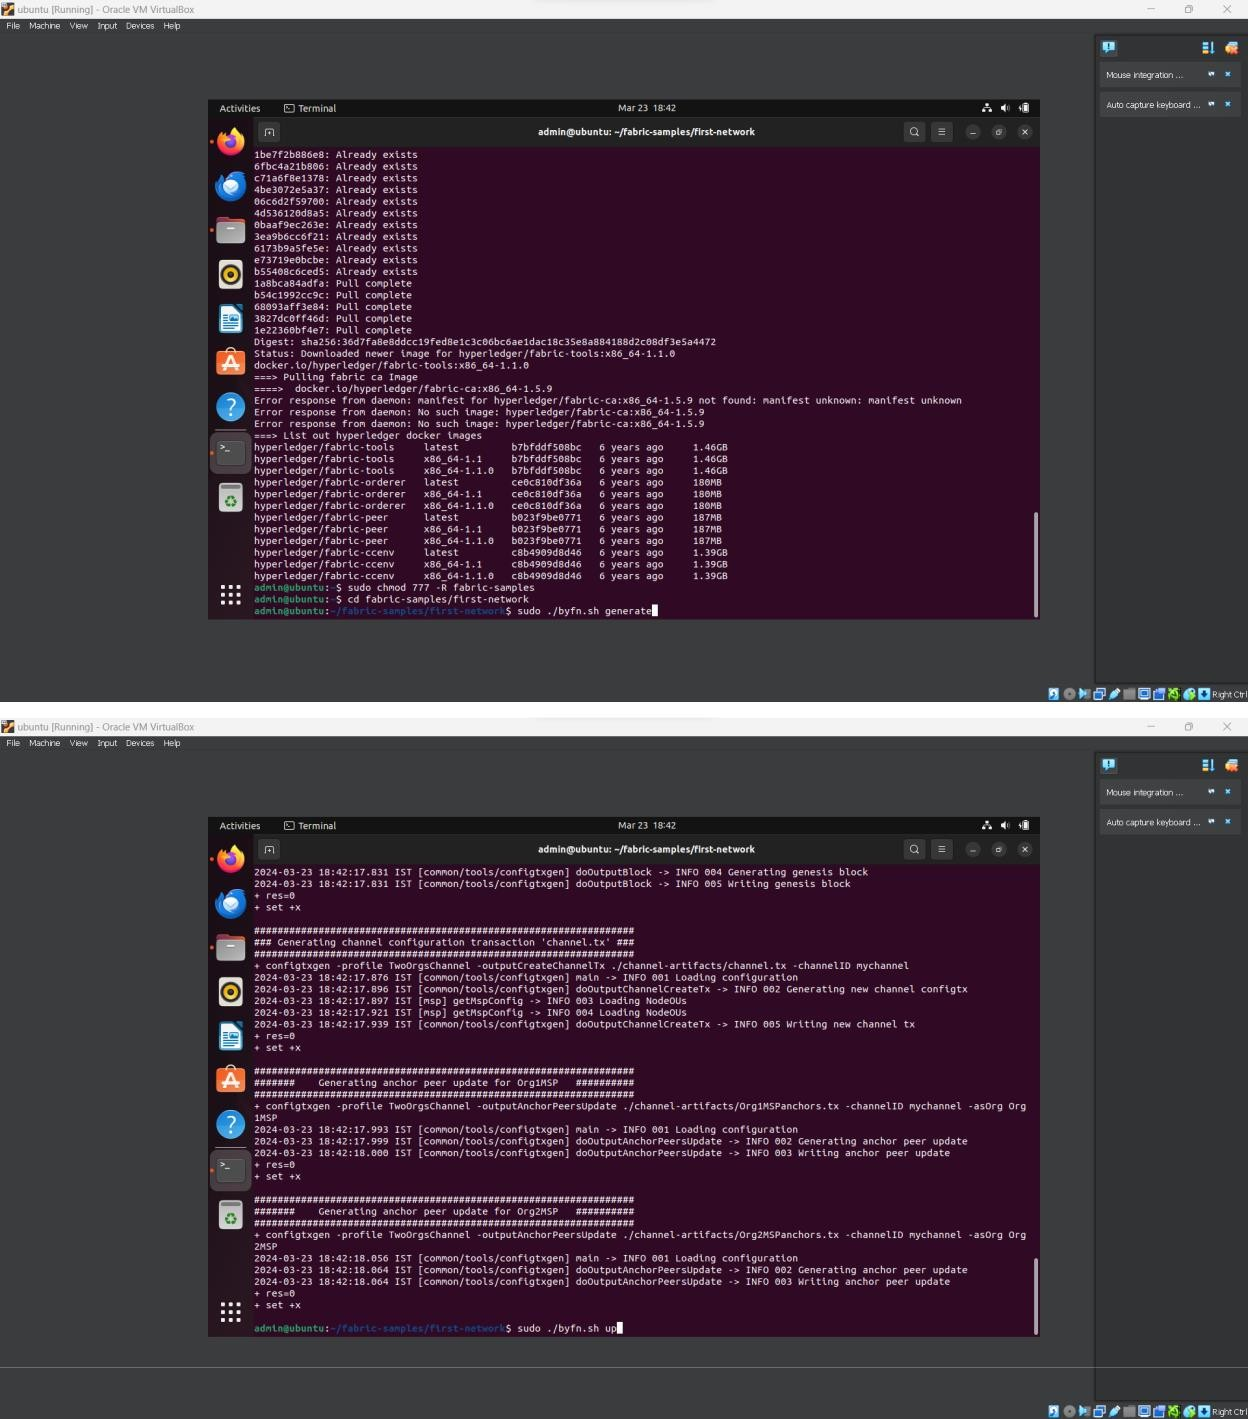 ubuntu [Running] - Oracle VM VirtualBox
File Machine View Input Devices Help
Mouse integration ...
Auto capture keyboard ...
Activities Terminal Mar 23 18:42
admin@ubuntu: ~/fabric-samples/first-network
1be7f2b886e8: Already exists
6fbc4a21b806: Already exists
c71a6f8e1378: Already exists
4be3072e5a37: Already exists
06c6d2f59700: Already exists
4d536120d8a5: Already exists
0baaf9ec263e: Already exists
3ea9b6cc6f21: Already exists
6173b9a5fe5e: Already exists
e73719e0bcbe: Already exists
b55408c6ced5: Already exists
1a8bca84adfa: Pull complete
b54c1992cc9c: Pull complete
68093aff3e84: Pull complete
3827dc0ff46d: Pull complete
1e22360bf4e7: Pull complete
Digest: sha256:36d7fa8e8ddcc19fed8e1c3c06bc6ae1dac18c35e8a884188d2c08df3e5a4472
Status: Downloaded newer image for hyperledger/fabric-tools:x86_64-1.1.0
docker.io/hyperledger/fabric-tools:x86_64-1.1.0
===> Pulling fabric ca Image
====> docker.io/hyperledger/fabric-ca:x86_64-1.5.9
Error response from daemon: manifest for hyperledger/fabric-ca:x86_64-1.5.9 not found: manifest unknown: manifest unknown
Error response from daemon: No such image: hyperledger/fabric-ca:x86_64-1.5.9
Error response from daemon: No such image: hyperledger/fabric-ca:x86_64-1.5.9
===> List out hyperledger docker images
hyperledger/fabric-tools latest b7bfddf508bc 6 years ago 1.46GB
hyperledger/fabric-tools x86_64-1.1 b7bfddf508bc 6 years ago 1.46GB
hyperledger/fabric-tools x86_64-1.1.0 b7bfddf508bc 6 years ago 1.46GB
hyperledger/fabric-orderer latest ce0c810df36a 6 years ago 180MB
hyperledger/fabric-orderer x86_64-1.1 ce0c810df36a 6 years ago 180MB
hyperledger/fabric-orderer x86_64-1.1.0 ce0c810df36a 6 years ago 180MB
hyperledger/fabric-peer latest b023f9be0771 6 years ago 187MB
hyperledger/fabric-peer x86_64-1.1 b023f9be0771 6 years ago 187MB
hyperledger/fabric-peer x86_64-1.1.0 b023f9be0771 6 years ago 187MB
hyperledger/fabric-ccenv latest c8b4909d8d46 6 years ago 1.39GB
hyperledger/fabric-ccenv x86_64-1.1 c8b4909d8d46 6 years ago 1.39GB
hyperledger/fabric-ccenv x86_64-1.1.0 c8b4909d8d46 6 years ago 1.39GB
admin@ubuntu:~$ sudo chmod 777 -R fabric-samples
admin@ubuntu:~$ cd fabric-samples/first-network
admin@ubuntu:~/fabric-samples/first-network$ sudo ./byfn.sh generate
Right Ctrl
ubuntu [Running] - Oracle VM VirtualBox
File Machine View Input Devices Help
Mouse integration ...
Auto capture keyboard ...
Activities Terminal Mar 23 18:42
admin@ubuntu: ~/fabric-samples/first-network
2024-03-23 18:42:17.831 IST [common/tools/configtxgen] doOutputBlock -> INFO 004 Generating genesis block
2024-03-23 18:42:17.831 IST [common/tools/configtxgen] doOutputBlock -> INFO 005 Writing genesis block
+ res=0
+ set +x
#################################################################
### Generating channel configuration transaction 'channel.tx' ###
#################################################################
+ configtxgen -profile TwoOrgsChannel -outputCreateChannelTx ./channel-artifacts/channel.tx -channelID mychannel
2024-03-23 18:42:17.876 IST [common/tools/configtxgen] main -> INFO 001 Loading configuration
2024-03-23 18:42:17.896 IST [common/tools/configtxgen] doOutputChannelCreateTx -> INFO 002 Generating new channel configtx
2024-03-23 18:42:17.897 IST [msp] getMspConfig -> INFO 003 Loading NodeOUs
2024-03-23 18:42:17.921 IST [msp] getMspConfig -> INFO 004 Loading NodeOUs
2024-03-23 18:42:17.939 IST [common/tools/configtxgen] doOutputChannelCreateTx -> INFO 005 Writing new channel tx
+ res=0
+ set +x
#################################################################
####### Generating anchor peer update for Org1MSP ##########
#################################################################
+ configtxgen -profile TwoOrgsChannel -outputAnchorPeersUpdate ./channel-artifacts/Org1MSPanchors.tx -channelID mychannel -asOrg Org
1MSP
2024-03-23 18:42:17.993 IST [common/tools/configtxgen] main -> INFO 001 Loading configuration
2024-03-23 18:42:17.999 IST [common/tools/configtxgen] doOutputAnchorPeersUpdate -> INFO 002 Generating anchor peer update
2024-03-23 18:42:18.000 IST [common/tools/configtxgen] doOutputAnchorPeersUpdate -> INFO 003 Writing anchor peer update
+ res=0
+ set +x
#################################################################
####### Generating anchor peer update for Org2MSP ##########
#################################################################
+ configtxgen -profile TwoOrgsChannel -outputAnchorPeersUpdate ./channel-artifacts/Org2MSPanchors.tx -channelID mychannel -asOrg Org
2MSP
2024-03-23 18:42:18.056 IST [common/tools/configtxgen] main -> INFO 001 Loading configuration
2024-03-23 18:42:18.064 IST [common/tools/configtxgen] doOutputAnchorPeersUpdate -> INFO 002 Generating anchor peer update
2024-03-23 18:42:18.064 IST [common/tools/configtxgen] doOutputAnchorPeersUpdate -> INFO 003 Writing anchor peer update
+ res=0
+ set +x
admin@ubuntu:~/fabric-samples/first-network$ sudo ./byfn.sh up
Right Ctrl